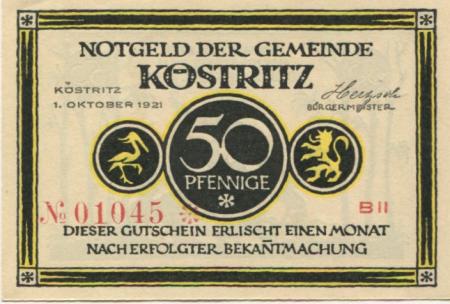 NOTGELD DER GEMEINDE
KÖSTRITZ
KÖSTRITZ
1. OKTOBER 1921
BÜRGERMEISTER
50
PFENNIGE
№ 01045 *
B II
DIESER GUTSCHEIN ERLISCHT EINEN MONAT
NACH ERFOLGTER BEKAÑTMACHUNG